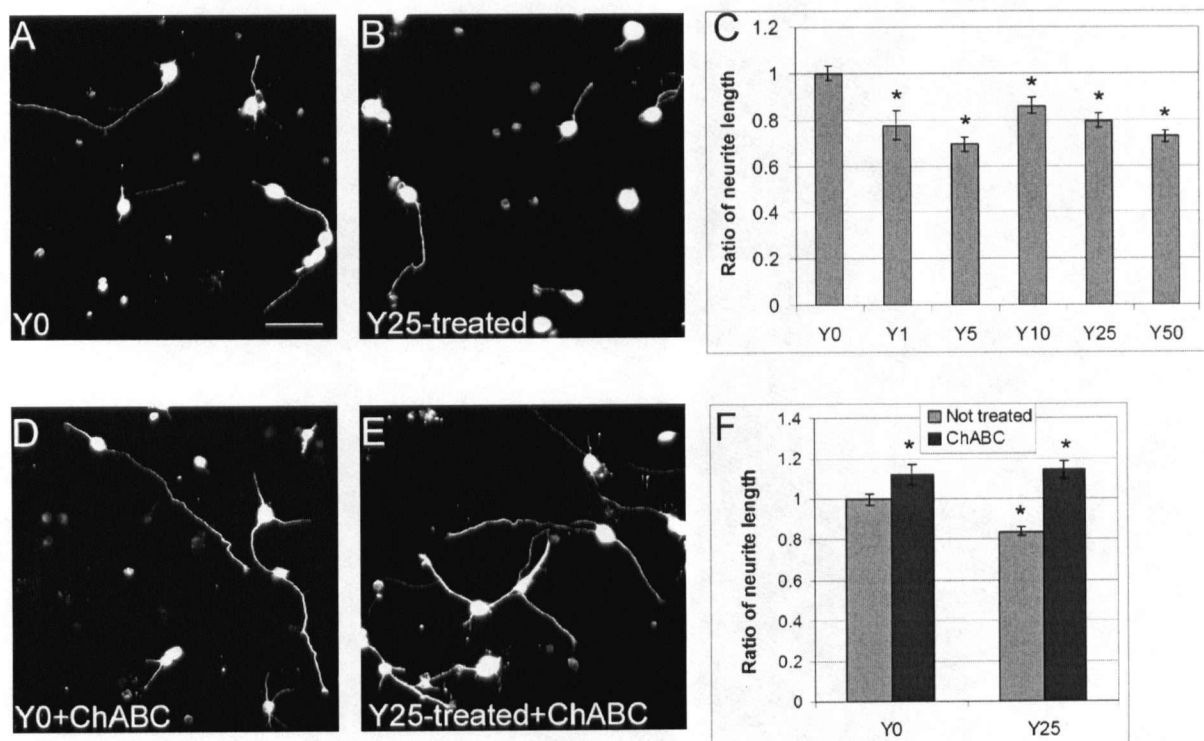 A
Y0
B
Y25-treated
C
Ratio of neurite length
1.2
1
0.8
0.6
0.4
0.2
0
* * * * *
Y0 Y1 Y5 Y10 Y25 Y50
D
Y0+ChABC
E
Y25-treated+ChABC
F
Not treated
ChABC
Ratio of neurite length
1.4
1.2
1
0.8
0.6
0.4
0.2
0
* * *
Y0 Y25